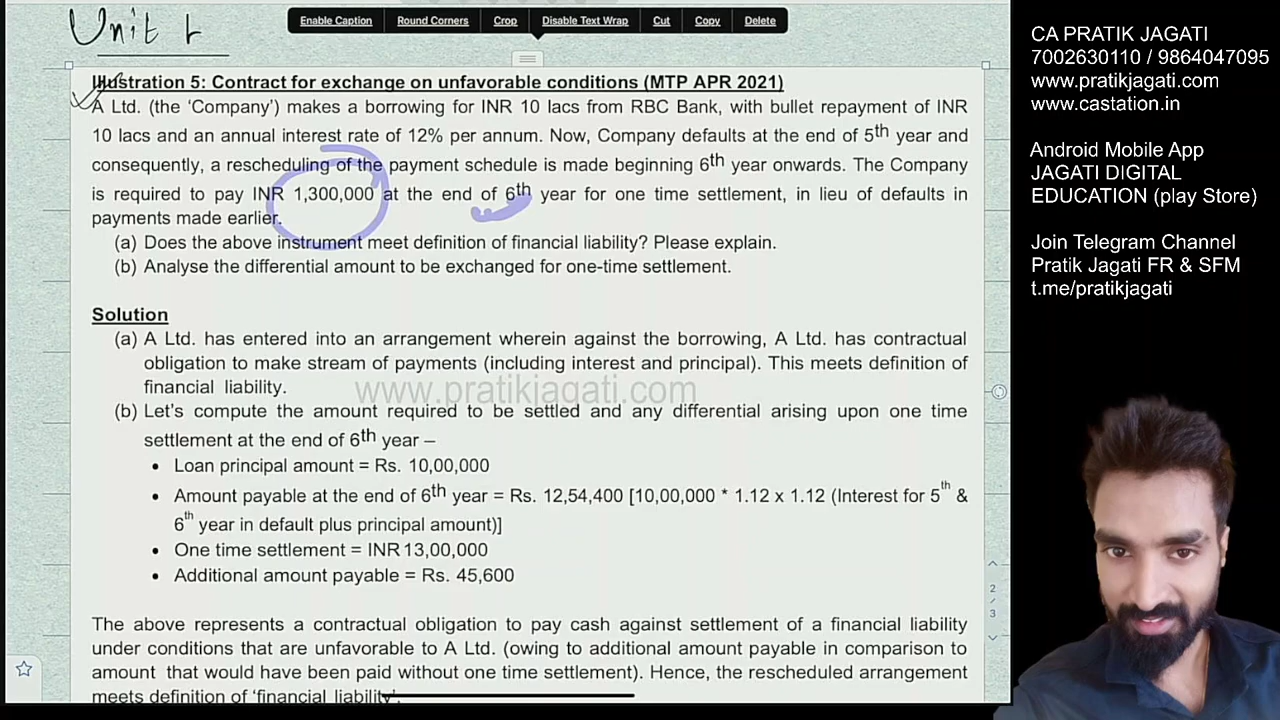 Unit 1
Enable Caption Round Corners Crop Disable Text Wrap Cut Copy Delete
Illustration 5: Contract for exchange on unfavorable conditions (MTP APR 2021)
A Ltd. (the ‘Company’) makes a borrowing for INR 10 lacs from RBC Bank, with bullet repayment of INR
10 lacs and an annual interest rate of 12% per annum. Now, Company defaults at the end of 5th year and
consequently, a rescheduling of the payment schedule is made beginning 6th year onwards. The Company
is required to pay INR 1,300,000 at the end of 6th year for one time settlement, in lieu of defaults in
payments made earlier.
(a) Does the above instrument meet definition of financial liability? Please explain.
(b) Analyse the differential amount to be exchanged for one-time settlement.
Solution
(a) A Ltd. has entered into an arrangement wherein against the borrowing, A Ltd. has contractual
obligation to make stream of payments (including interest and principal). This meets definition of
financial liability.
www.pratikjagati.com
(b) Let's compute the amount required to be settled and any differential arising upon one time
settlement at the end of 6th year –
• Loan principal amount = Rs. 10,00,000
• Amount payable at the end of 6th year = Rs. 12,54,400 [10,00,000 * 1.12 x 1.12 (Interest for 5th &
6th year in default plus principal amount)]
• One time settlement = INR 13,00,000
• Additional amount payable = Rs. 45,600
The above represents a contractual obligation to pay cash against settlement of a financial liability
under conditions that are unfavorable to A Ltd. (owing to additional amount payable in comparison to
amount that would have been paid without one time settlement). Hence, the rescheduled arrangement
meets definition of ‘financial liability’.
2
/
3
CA PRATIK JAGATI
7002630110 / 9864047095
www.pratikjagati.com
www.castation.in
Android Mobile App
JAGATI DIGITAL
EDUCATION (play Store)
Join Telegram Channel
Pratik Jagati FR & SFM
t.me/pratikjagati